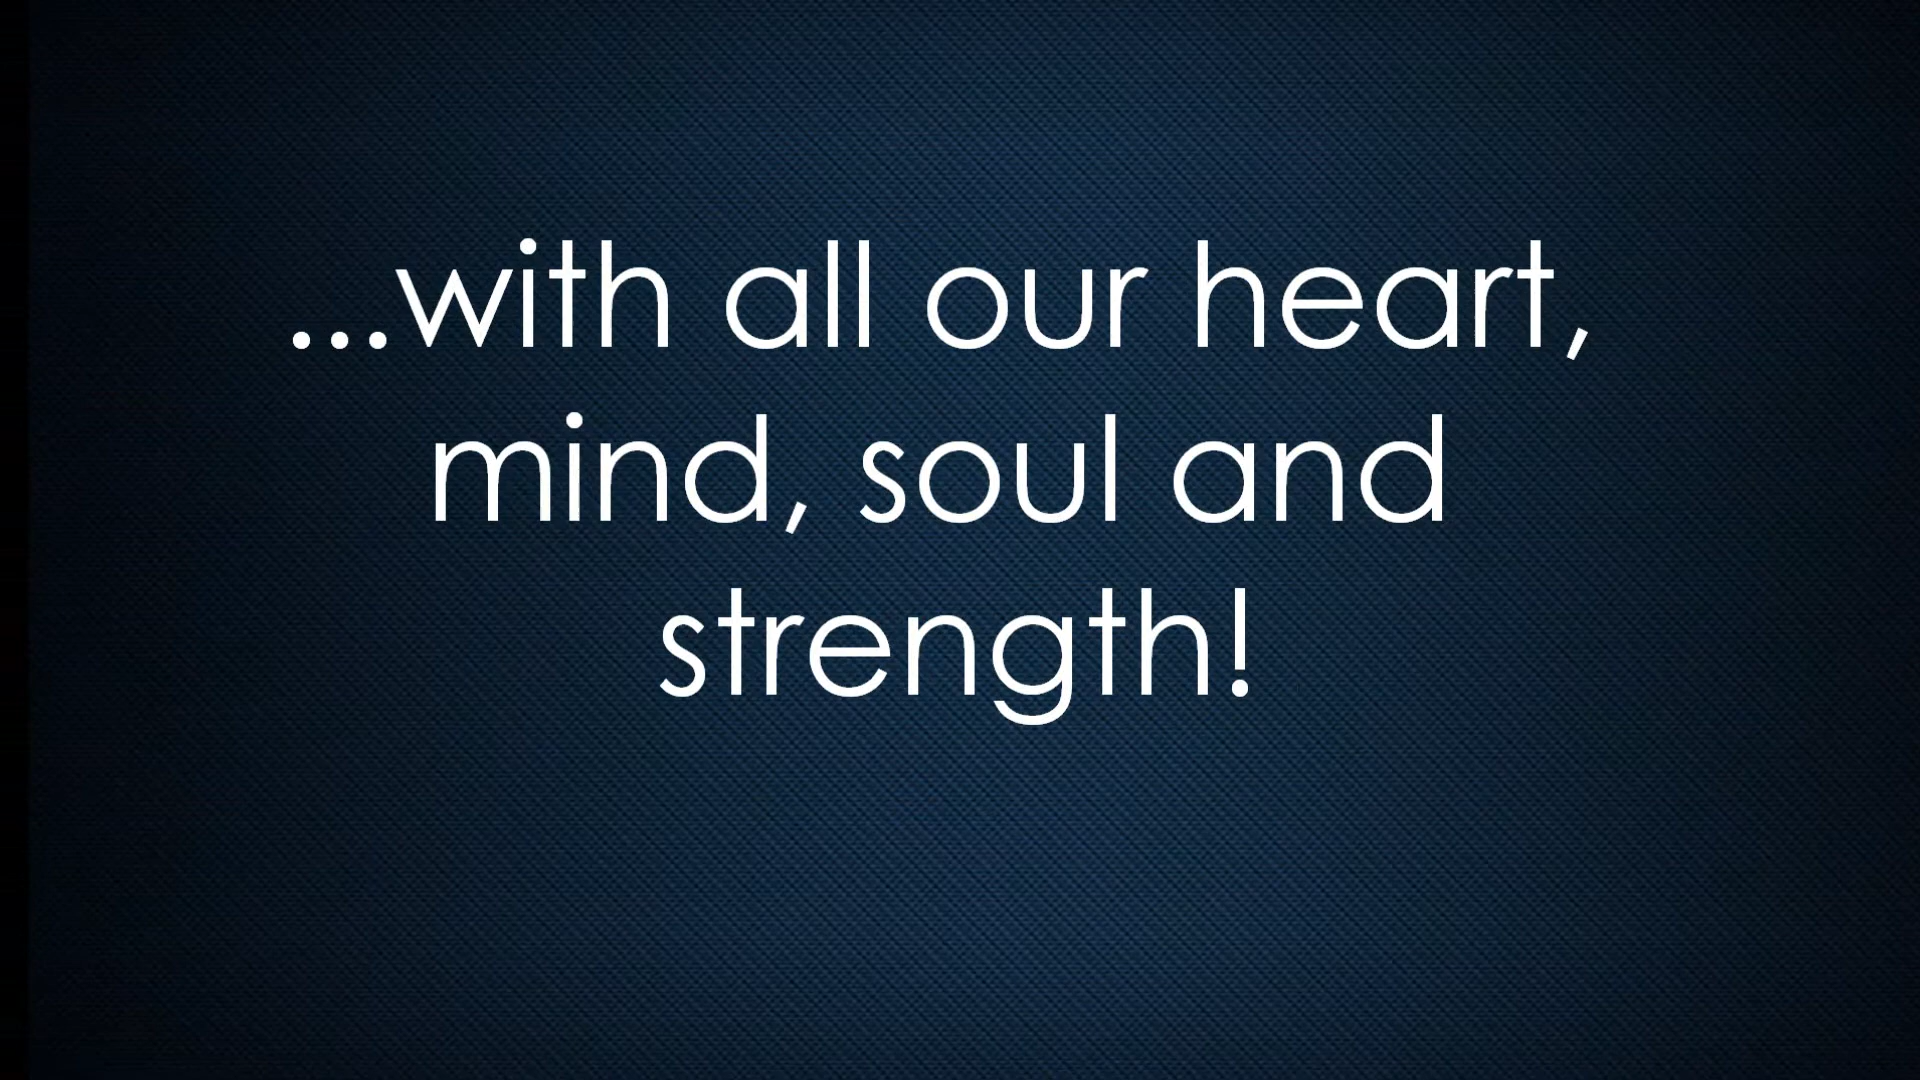 ...with all our heart,
mind, soul and
strength!